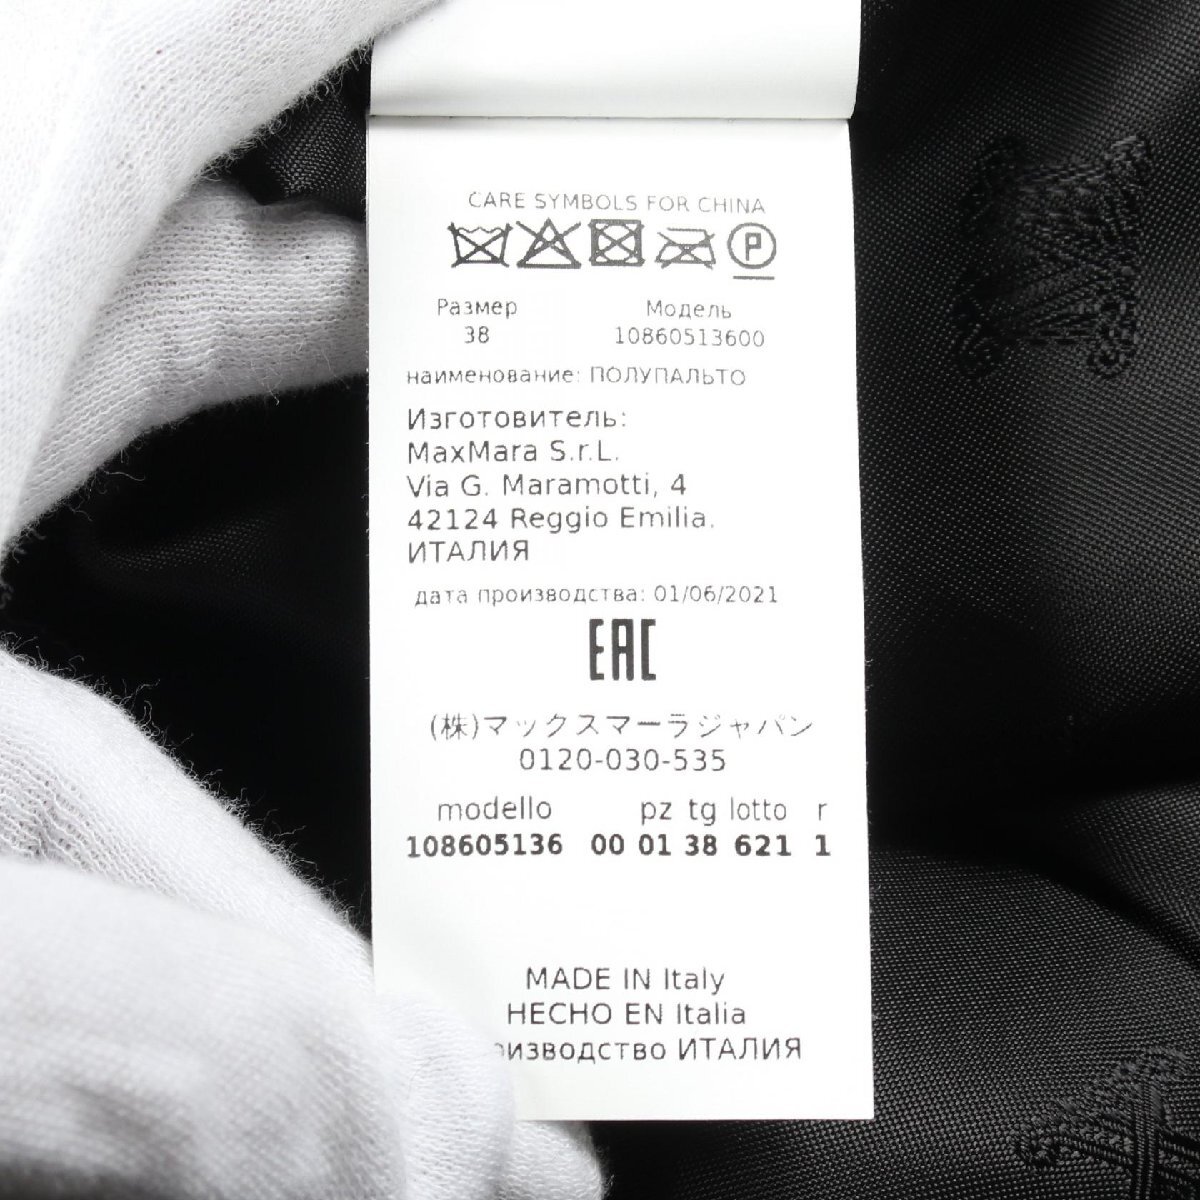 CARE SYMBOLS FOR CHINA
P
Размер Модель
38 10860513600
наименование: ПОЛУПАЛЬТО
Изготовитель:
MaxMara S.r.L.
Via G. Maramotti, 4
42124 Reggio Emilia.
ИТАЛИЯ
дата производства: 01/06/2021
EAC
(株)マックスマーラジャパン
0120-030-535
modello pz tg lotto r
108605136 00 01 38 621 1
MADE IN Italy
HECHO EN Italia
ИТАЛИЯ